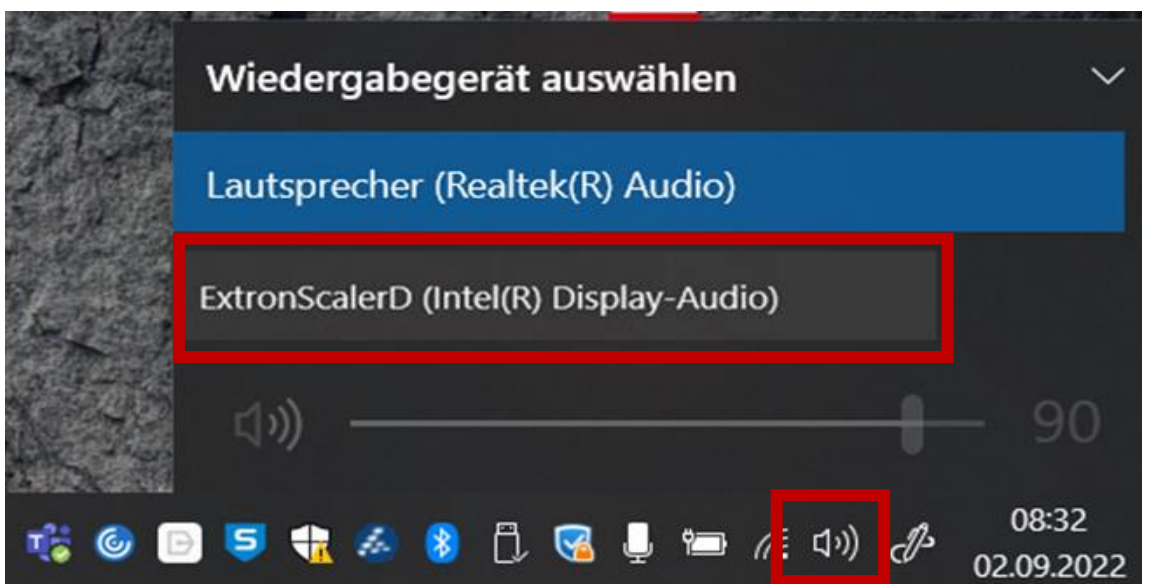 Wiedergabegerät auswählen
Lautsprecher (Realtek(R) Audio)
ExtronScalerD (Intel(R) Display-Audio)
90
08:32
02.09.2022